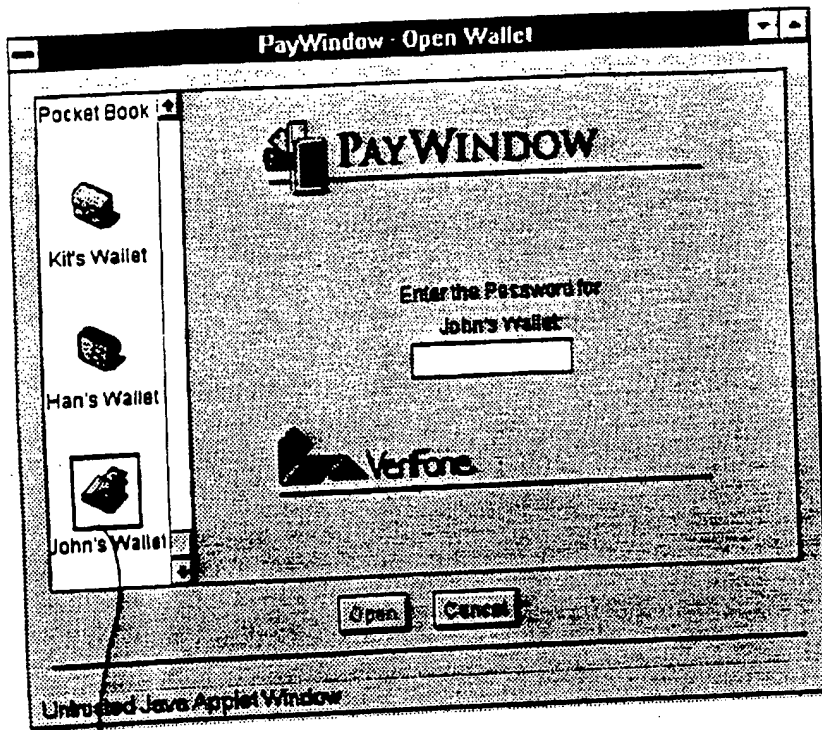 PayWindow - Open Wallet
Pocket Book i
PAYWINDOW
Kit's Wallet
Enter the Password for
John's Wallet:
Han's Wallet
VeriFone
John's Wallet
Open Cancel
Untrusted Java Applet Window